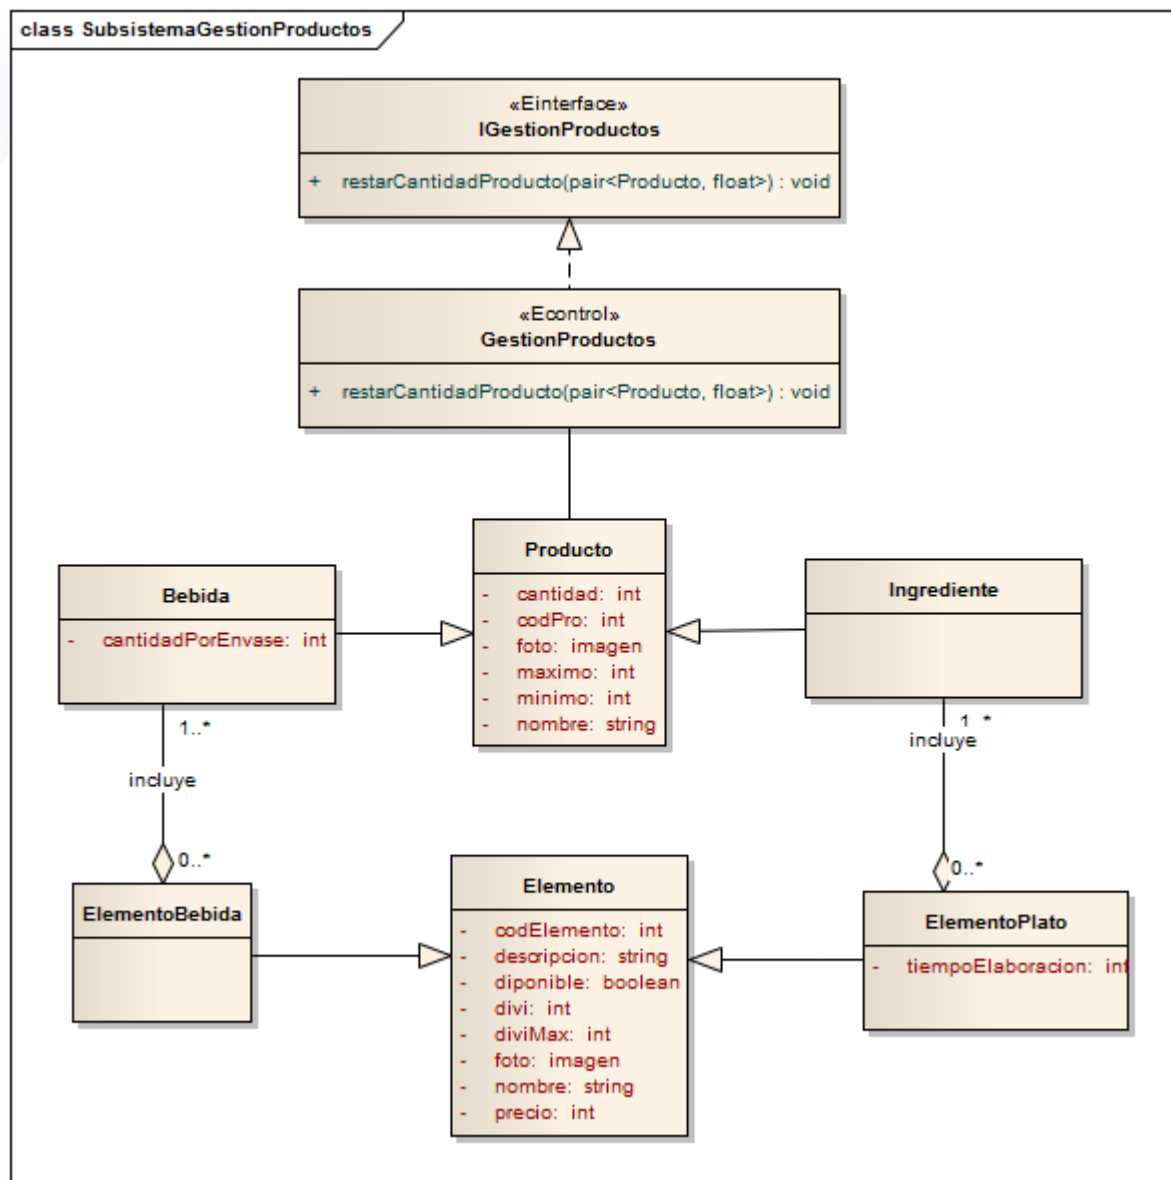 class SubsistemaGestionProductos
«Einterface»
IGestionProductos
+ restarCantidadProducto(pair<Producto, float>) : void
«Econtrol»
GestionProductos
+ restarCantidadProducto(pair<Producto, float>) : void
Producto
- cantidad: int
- codPro: int
- foto: imagen
- maximo: int
- minimo: int
- nombre: string
Bebida
- cantidadPorEnvase: int
Ingrediente
1..*
incluye
0..*
1..*
incluye
0..*
ElementoBebida
Elemento
- codElemento: int
- descripcion: string
- diponible: boolean
- divi: int
- diviMax: int
- foto: imagen
- nombre: string
- precio: int
ElementoPlato
- tiempoElaboracion: int